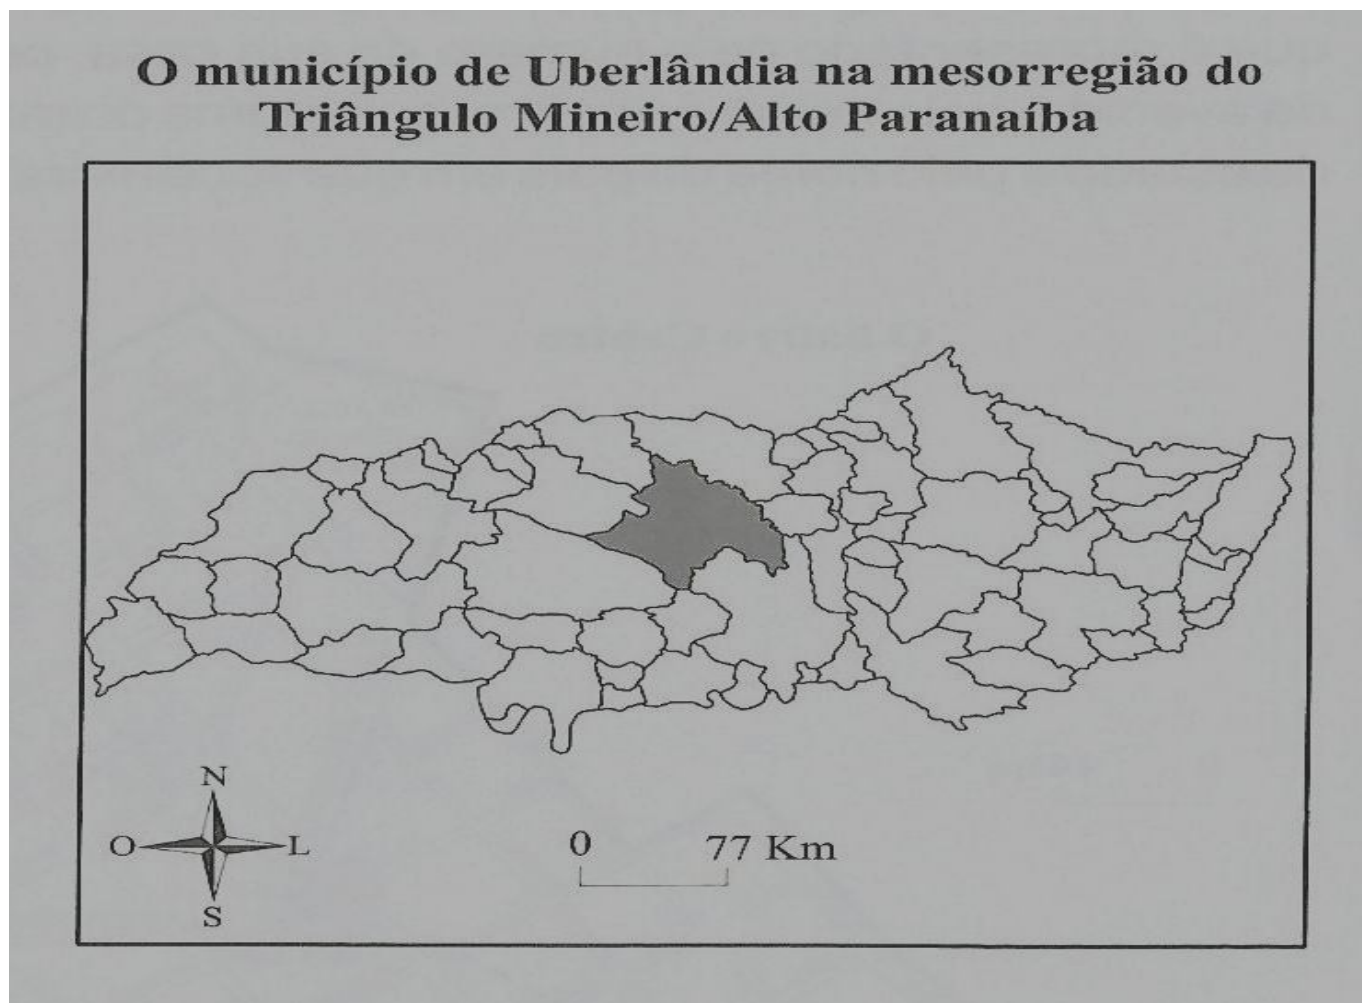 O município de Uberlândia na mesorregião do
Triângulo Mineiro/Alto Paranaíba
N
O
L
S
0
77 Km